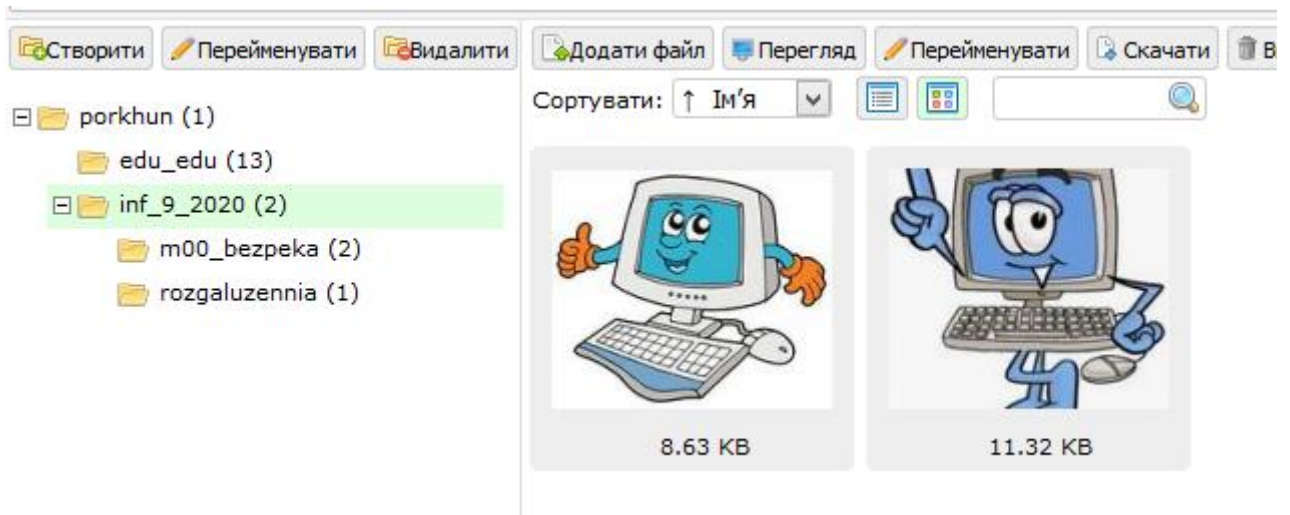 Створити Перейменувати Видалити
porkhun (1)
edu_edu (13)
inf_9_2020 (2)
m00_bezpeka (2)
rozgaluzennia (1)
Додати файл Перегляд Перейменувати Скачати В
Сортувати: ↑ Ім'я
8.63 KB 11.32 KB